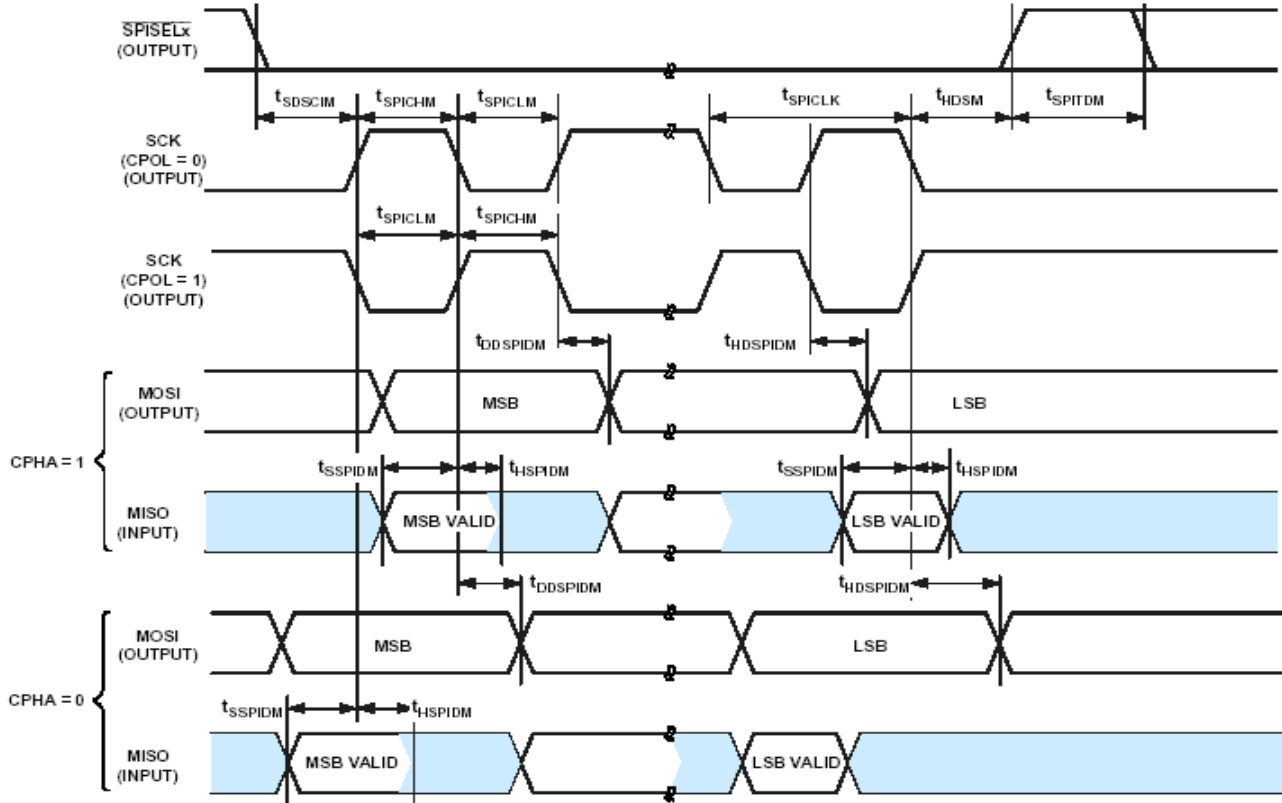 SPISELx
(OUTPUT)
tSDSCIM tSPICHM tSPICLM tSPICLK tHDSM tSPITDM
SCK
(CPOL = 0)
(OUTPUT)
tSPICLM tSPICHM
SCK
(CPOL = 1)
(OUTPUT)
tDDSPIDM tHDSPIDM
CPHA = 1
MOSI
(OUTPUT)
MSB LSB
tSSPIDM tHSPIDM tSSPIDM tHSPIDM
MISO
(INPUT)
MSB VALID LSB VALID
tDDSPIDM tHDSPIDM
CPHA = 0
MOSI
(OUTPUT)
MSB LSB
tSSPIDM tHSPIDM
MISO
(INPUT)
MSB VALID LSB VALID